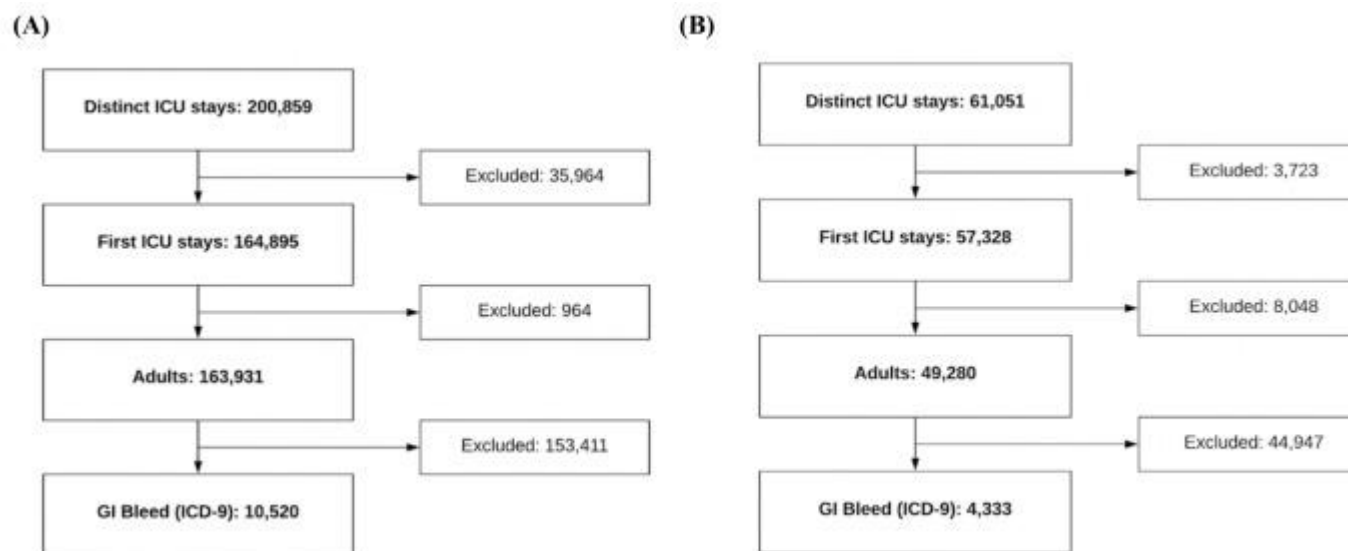 (A)
Distinct ICU stays: 200,859
Excluded: 35,964
First ICU stays: 164,895
Excluded: 964
Adults: 163,931
Excluded: 153,411
GI Bleed (ICD-9): 10,520
(B)
Distinct ICU stays: 61,051
Excluded: 3,723
First ICU stays: 57,328
Excluded: 8,048
Adults: 49,280
Excluded: 44,947
GI Bleed (ICD-9): 4,333